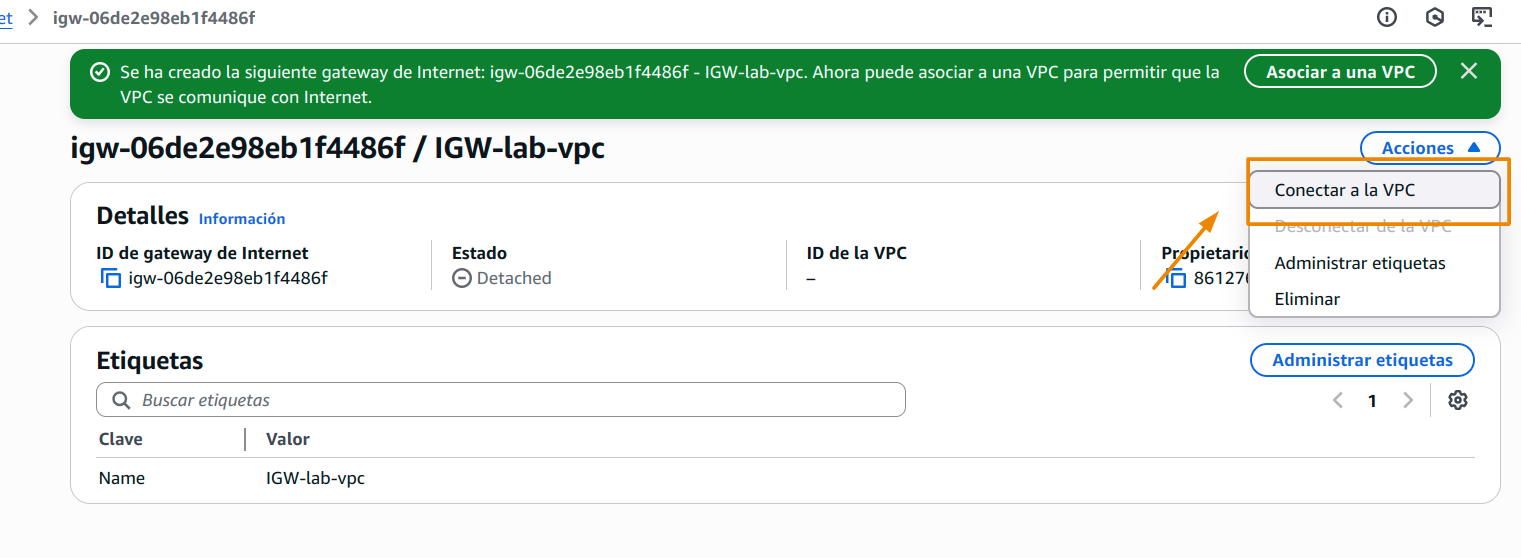 et > igw-06de2e98eb1f4486f
Se ha creado la siguiente gateway de Internet: igw-06de2e98eb1f4486f - IGW-lab-vpc. Ahora puede asociar a una VPC para permitir que la
VPC se comunique con Internet.
Asociar a una VPC
igw-06de2e98eb1f4486f / IGW-lab-vpc
Acciones
Conectar a la VPC
Desconectar de la VPC
Administrar etiquetas
Eliminar
Detalles Información
ID de gateway de Internet
igw-06de2e98eb1f4486f
Estado
Detached
ID de la VPC
–
Propietario
86127
Etiquetas
Administrar etiquetas
Buscar etiquetas
1
Clave Valor
Name IGW-lab-vpc